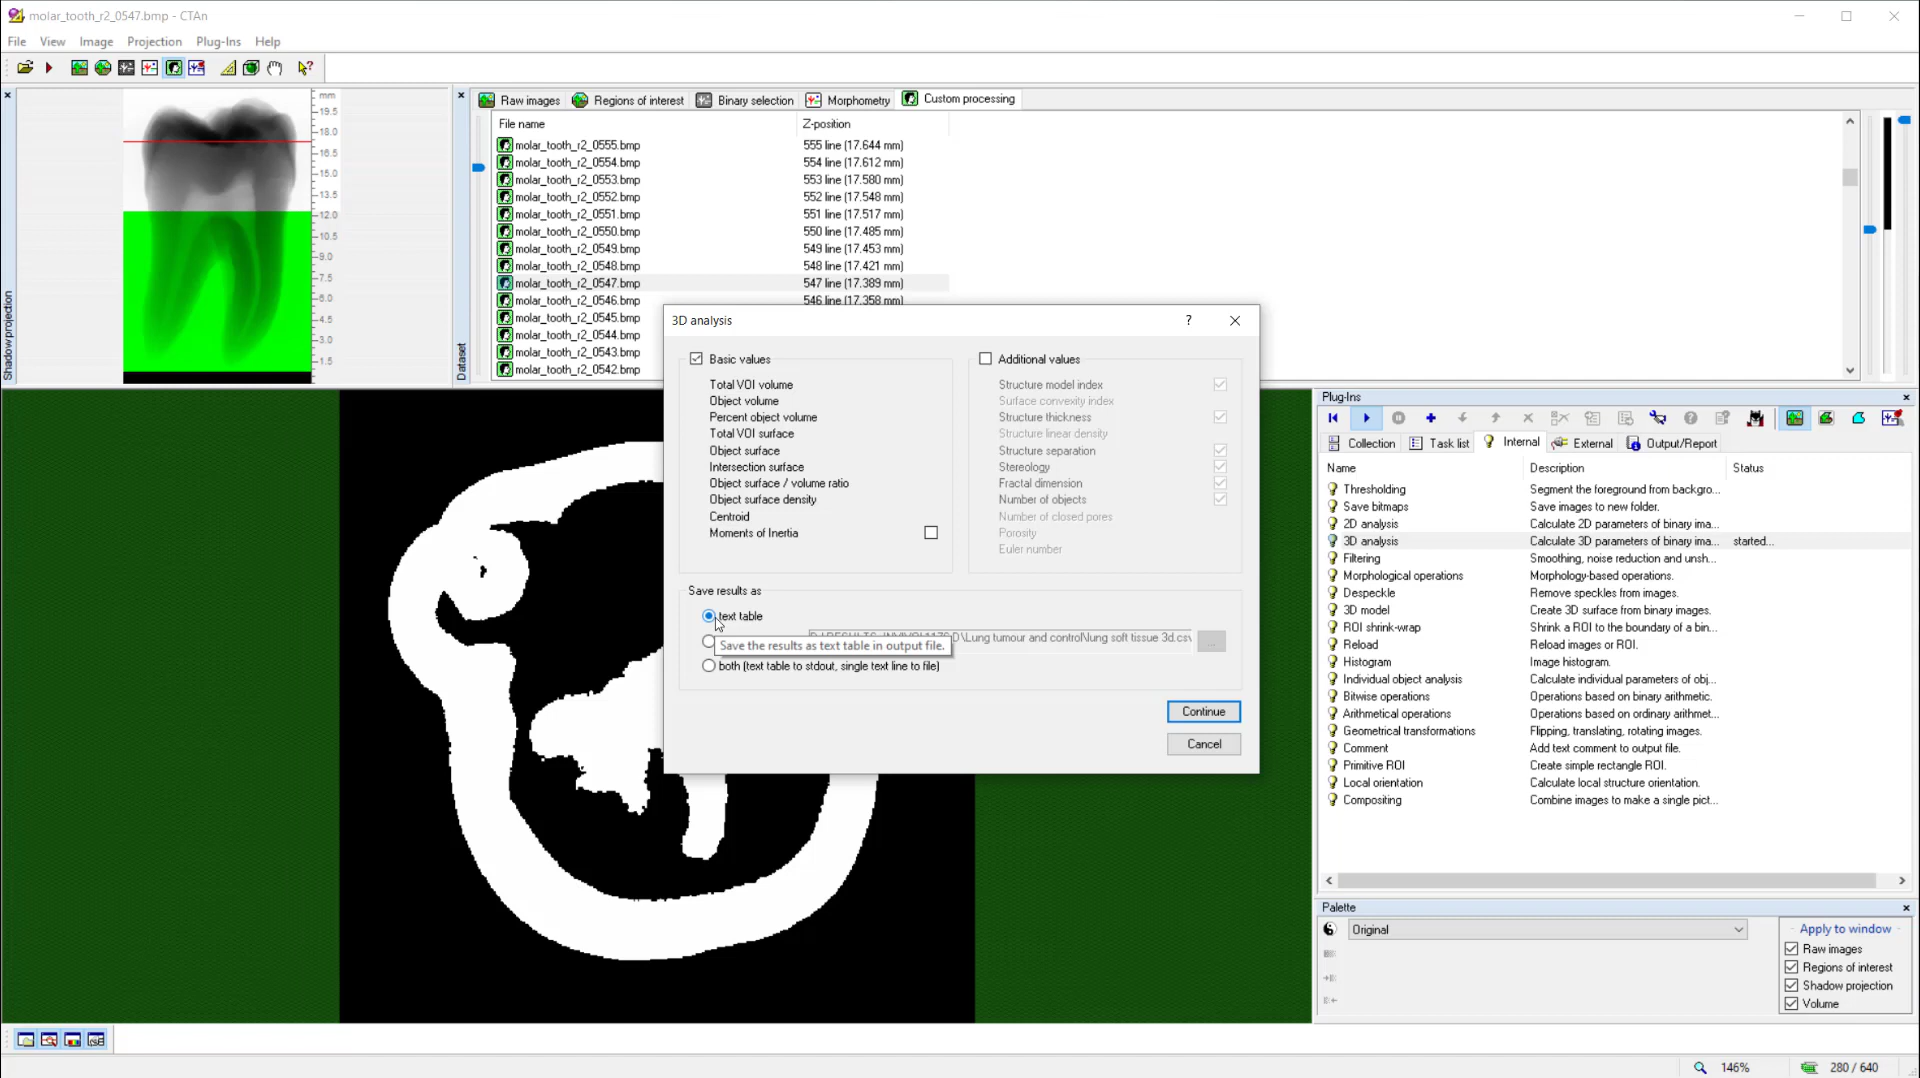 molar_tooth_r2_0547.bmp - CTAn
File View Image Projection Plug-Ins Help
Shadow projection
mm
19.5
18.0
16.5
15.0
13.5
12.0
10.5
9.0
7.5
6.0
4.5
3.0
1.5
Dataset
Raw images Regions of interest Binary selection Morphometry Custom processing
File name Z-position
molar_tooth_r2_0555.bmp 555 line (17.644 mm)
molar_tooth_r2_0554.bmp 554 line (17.612 mm)
molar_tooth_r2_0553.bmp 553 line (17.580 mm)
molar_tooth_r2_0552.bmp 552 line (17.548 mm)
molar_tooth_r2_0551.bmp 551 line (17.517 mm)
molar_tooth_r2_0550.bmp 550 line (17.485 mm)
molar_tooth_r2_0549.bmp 549 line (17.453 mm)
molar_tooth_r2_0548.bmp 548 line (17.421 mm)
molar_tooth_r2_0547.bmp 547 line (17.389 mm)
molar_tooth_r2_0546.bmp 546 line (17.358 mm)
molar_tooth_r2_0545.bmp
molar_tooth_r2_0544.bmp
molar_tooth_r2_0543.bmp
molar_tooth_r2_0542.bmp
3D analysis ?
Basic values
Total VOI volume
Object volume
Percent object volume
Total VOI surface
Object surface
Intersection surface
Object surface / volume ratio
Object surface density
Centroid
Moments of Inertia
Additional values
Structure model index
Surface convexity index
Structure thickness
Structure linear density
Structure separation
Stereology
Fractal dimension
Number of objects
Number of closed pores
Porosity
Euler number
Save results as
text table
D\Lung tumour and control\lung soft tissue 3d.csv
...
Save the results as text table in output file.
both (text table to stdout, single text line to file)
Continue
Cancel
Plug-Ins
Collection Task list Internal External Output/Report
Name Description Status
Thresholding Segment the foreground from backgro...
Save bitmaps Save images to new folder.
2D analysis Calculate 2D parameters of binary ima...
3D analysis Calculate 3D parameters of binary ima... started...
Filtering Smoothing, noise reduction and unsh...
Morphological operations Morphology-based operations.
Despeckle Remove speckles from images.
3D model Create 3D surface from binary images.
ROI shrink-wrap Shrink a ROI to the boundary of a bin...
Reload Reload images or ROI.
Histogram Image histogram.
Individual object analysis Calculate individual parameters of obj...
Bitwise operations Operations based on binary arithmetic.
Arithmetical operations Operations based on ordinary arithmet...
Geometrical transformations Flipping, translating, rotating images.
Comment Add text comment to output file.
Primitive ROI Create simple rectangle ROI.
Local orientation Calculate local structure orientation.
Compositing Combine images to make a single pict...
Palette
Original
Apply to window
Raw images
Regions of interest
Shadow projection
Volume
146% 280 / 640